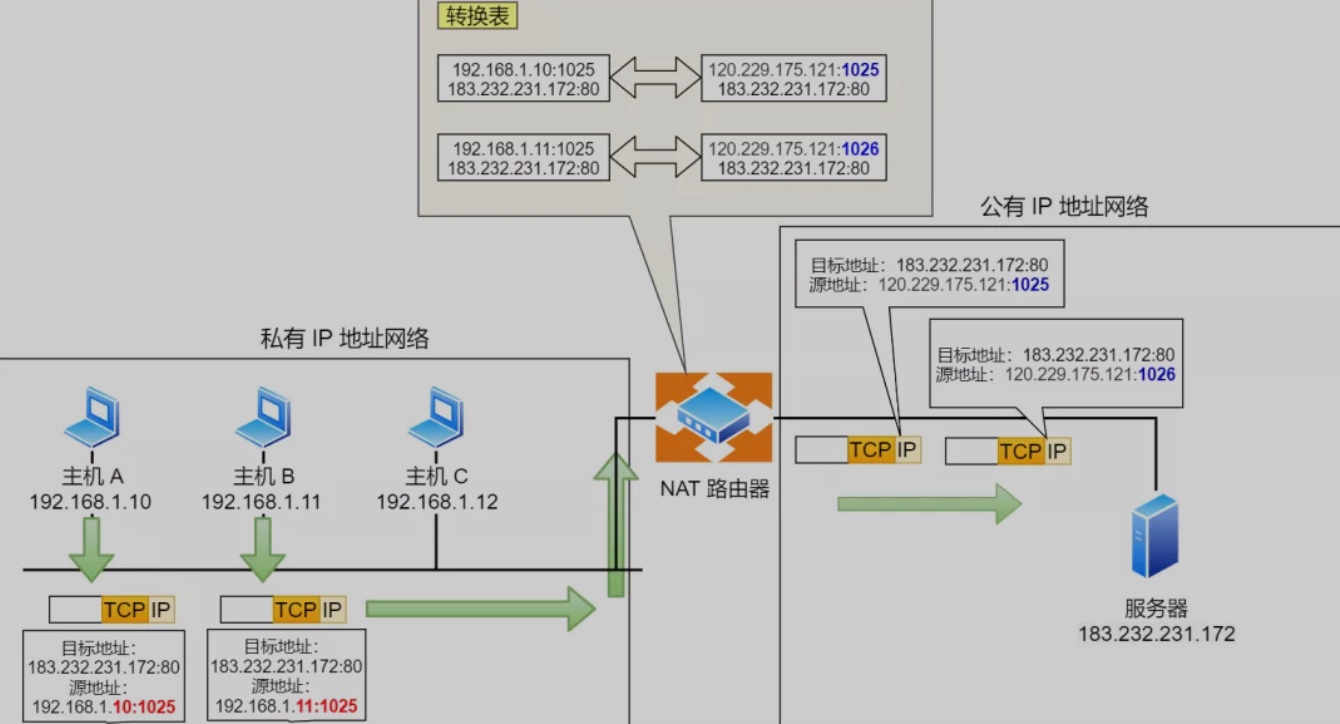 转换表
192.168.1.10:1025
183.232.231.172:80
120.229.175.121:1025
183.232.231.172:80
192.168.1.11:1025
183.232.231.172:80
120.229.175.121:1026
183.232.231.172:80
公有 IP 地址网络
目标地址：183.232.231.172:80
源地址：120.229.175.121:1025
目标地址：183.232.231.172:80
源地址：120.229.175.121:1026
私有 IP 地址网络
主机 A
192.168.1.10
主机 B
192.168.1.11
主机 C
192.168.1.12
NAT 路由器
TCP IP
TCP IP
服务器
183.232.231.172
TCP IP
目标地址：
183.232.231.172:80
源地址：
192.168.1.10:1025
TCP IP
目标地址：
183.232.231.172:80
源地址：
192.168.1.11:1025